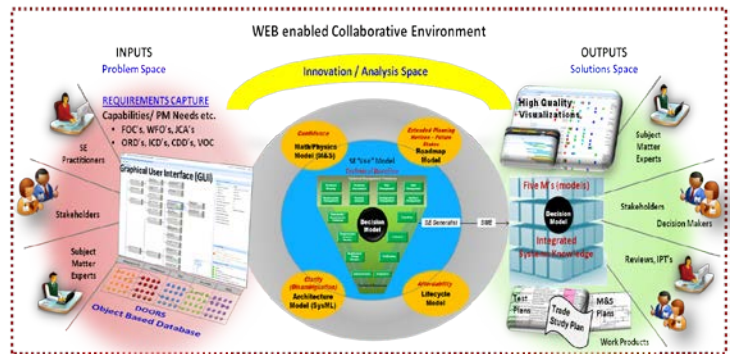 WEB enabled Collaborative Environment
INPUTS
Problem Space
REQUIREMENTS CAPTURE
Capabilities/ PM Needs etc.
• FOC's, WFO's, JCA's
• ORD's, ICD's, CDD's, VOC
SE
Practitioners
Stakeholders
Subject
Matter
Experts
Graphical User Interface (GUI)
DOORS
Object Based Database
Innovation / Analysis Space
Confidence
Math/Physics
Model (M&S)
Extended Planning
Horizon - Future
States
Roadmap
Model
SE "Vee" Model
Decision
Model
SE Generator
Clarity
Architecture
Model (SysML)
Affordability
Lifecycle
Model
OUTPUTS
Solutions Space
High Quality
Visualizations
Subject
Matter
Experts
Five M's (models)
Decision
Model
Integrated
Systems Knowledge
Stakeholders
Decision Makers
Reviews, IPT's
Test
Plans
Trade
Study Plan
M&S
Plans
Work Products